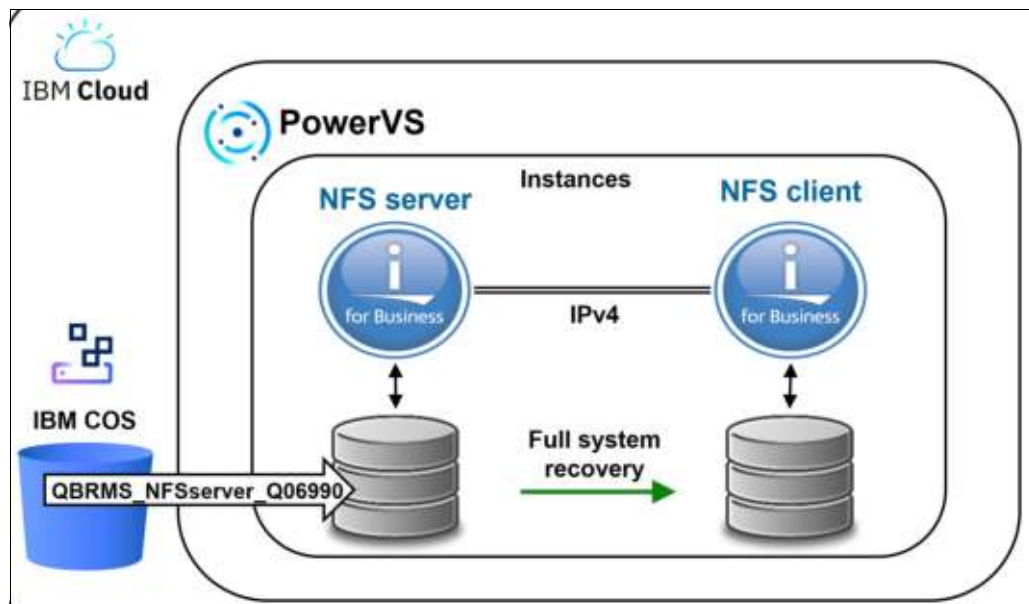 IBM Cloud
PowerVS
Instances
NFS server
NFS client
i
for Business
i
for Business
IPv4
IBM COS
Full system
recovery
QBRMS_NFSserver_Q06990